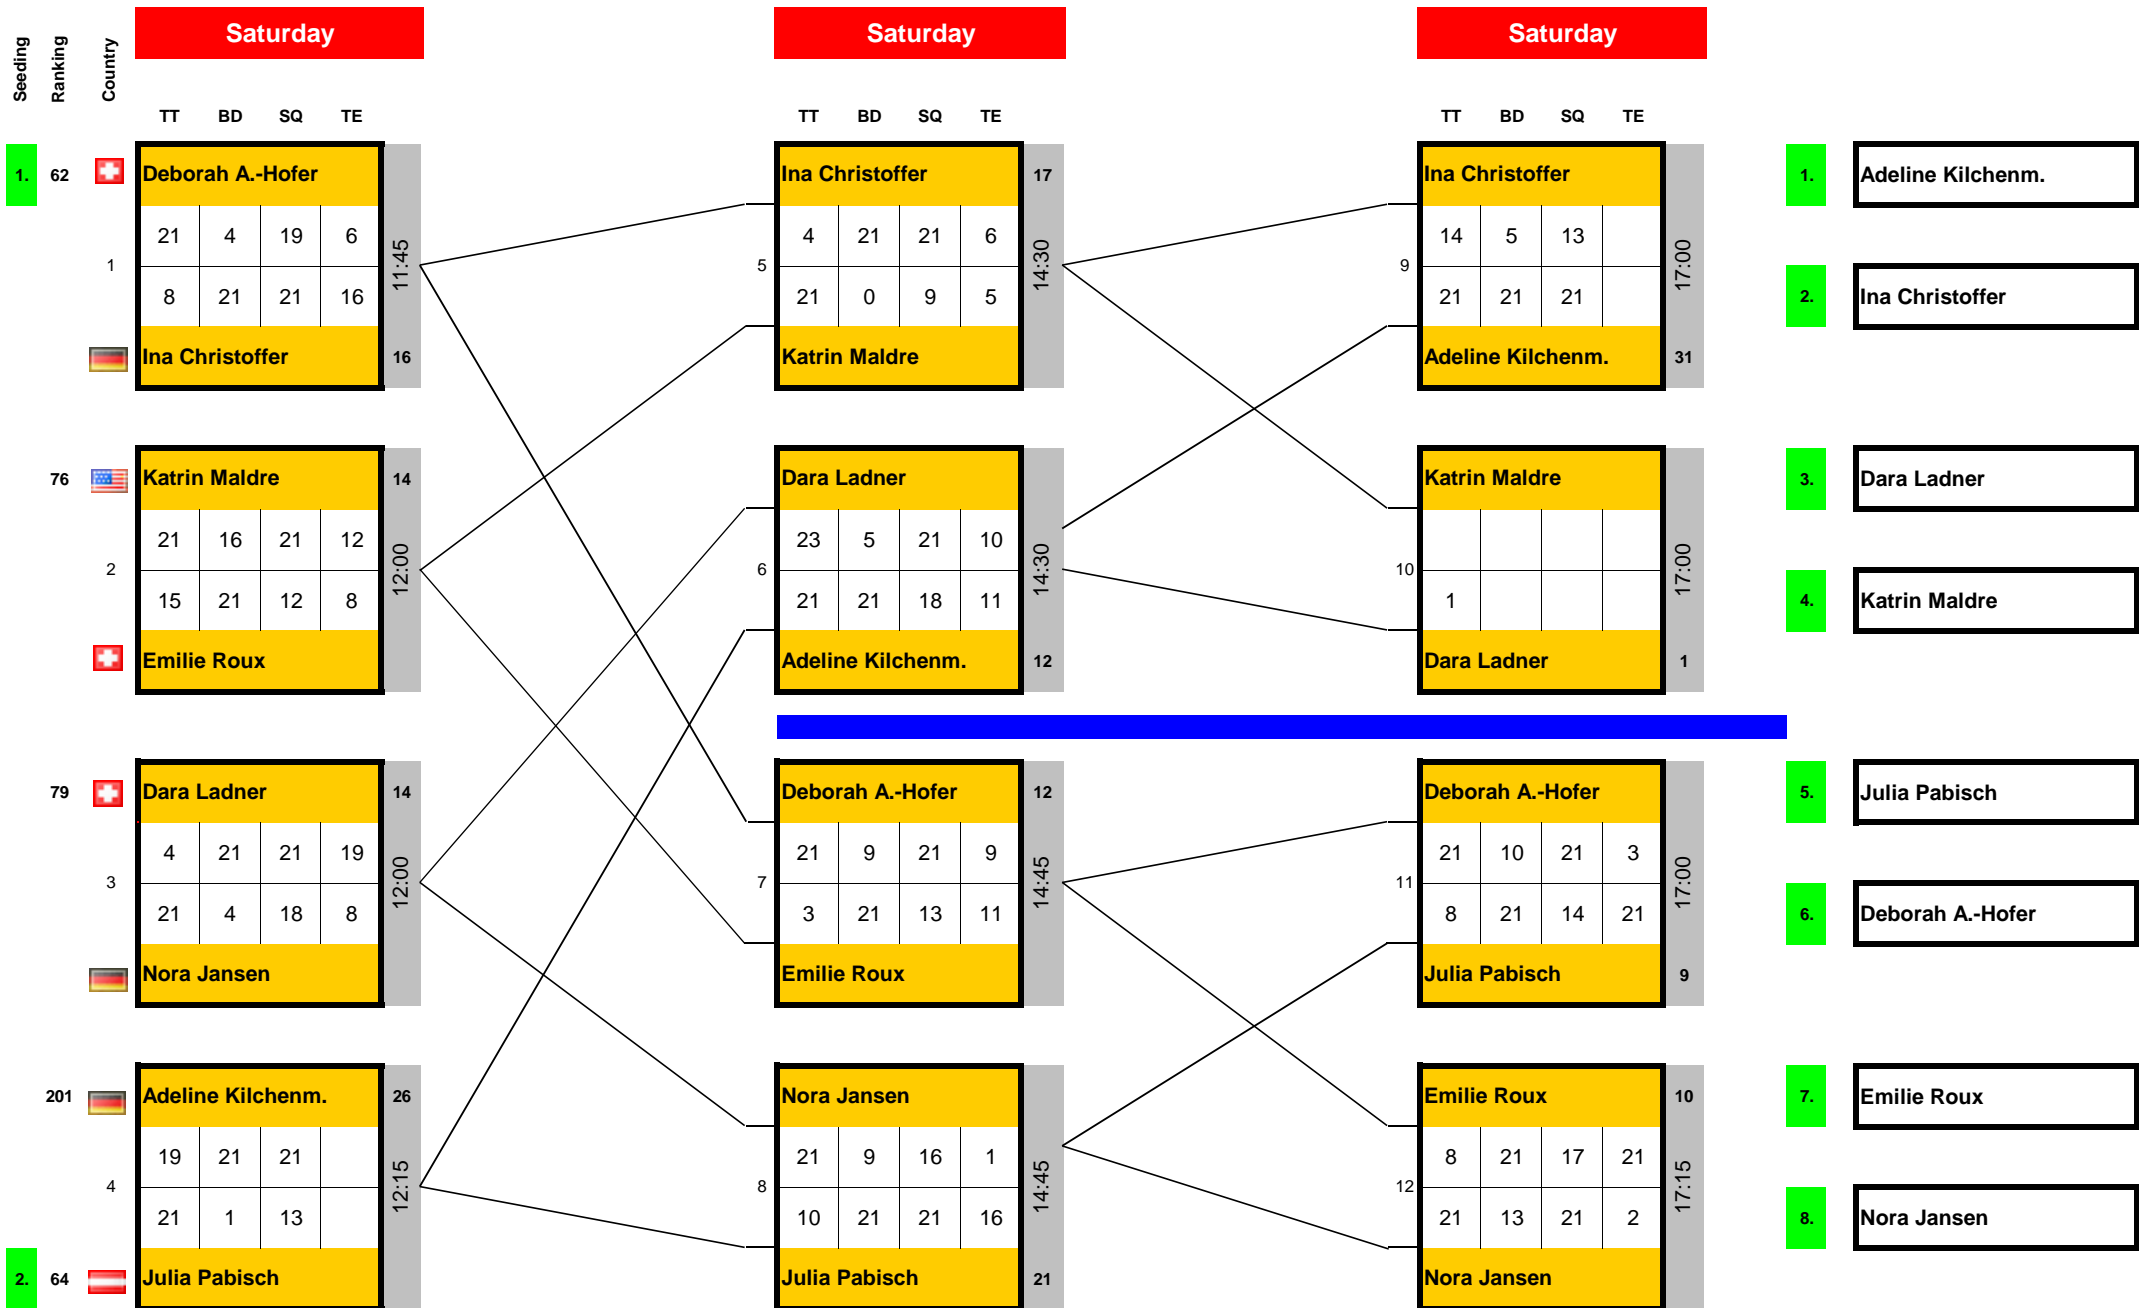 Saturday Saturday Saturday
Seeding Ranking Country
TT BD SQ TE TT BD SQ TE TT BD SQ TE
1. 62 Deborah A.-Hofer Ina Christoffer 17 Ina Christoffer 1. Adeline Kilchenm.
21 4 19 6 4 21 21 6 14 5 13
1 11:45 5 14:30 9 17:00 2. Ina Christoffer
8 21 21 16 21 0 9 5 21 21 21
Ina Christoffer 16 Katrin Maldre Adeline Kilchenm. 31
76 Katrin Maldre 14 Dara Ladner Katrin Maldre 3. Dara Ladner
21 16 21 12 23 5 21 10
2 12:00 6 14:30 10 17:00 4. Katrin Maldre
15 21 12 8 21 21 18 11 1
Emilie Roux Adeline Kilchenm. 12 Dara Ladner 1
79 Dara Ladner 14 Deborah A.-Hofer 12 Deborah A.-Hofer 5. Julia Pabisch
4 21 21 19 21 9 21 9 21 10 21 3
3 12:00 7 14:45 11 17:00 6. Deborah A.-Hofer
21 4 18 8 3 21 13 11 8 21 14 21
Nora Jansen Emilie Roux Julia Pabisch 9
201 Adeline Kilchenm. 26 Nora Jansen Emilie Roux 10 7. Emilie Roux
19 21 21 21 9 16 1 8 21 17 21
4 12:15 8 14:45 12 17:15 8. Nora Jansen
21 1 13 10 21 21 16 21 13 21 2
2. 64 Julia Pabisch Julia Pabisch 21 Nora Jansen